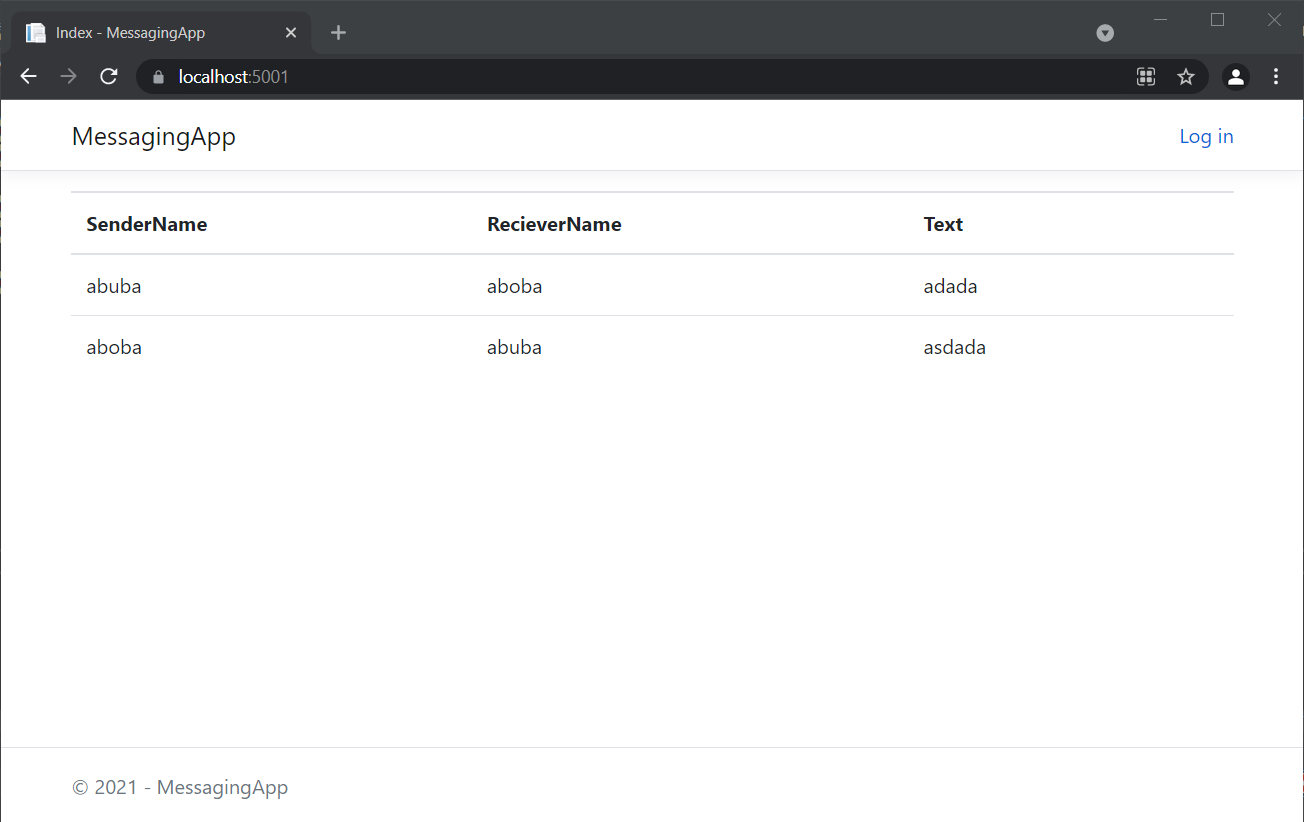 Index - MessagingApp
localhost:5001
MessagingApp Log in
SenderName RecieverName Text
abuba aboba adada
aboba abuba asdada
© 2021 - MessagingApp